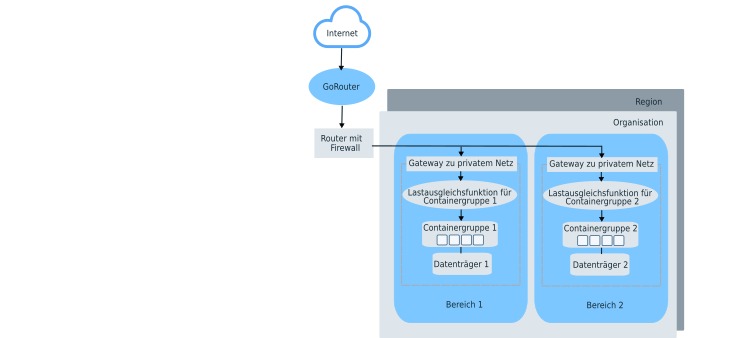 Internet
GoRouter
Router mit
Firewall
Region
Organisation
Gateway zu privatem Netz
Lastausgleichsfunktion für
Containergruppe 1
Containergruppe 1
Datenträger 1
Bereich 1
Gateway zu privatem Netz
Lastausgleichsfunktion für
Containergruppe 2
Containergruppe 2
Datenträger 2
Bereich 2